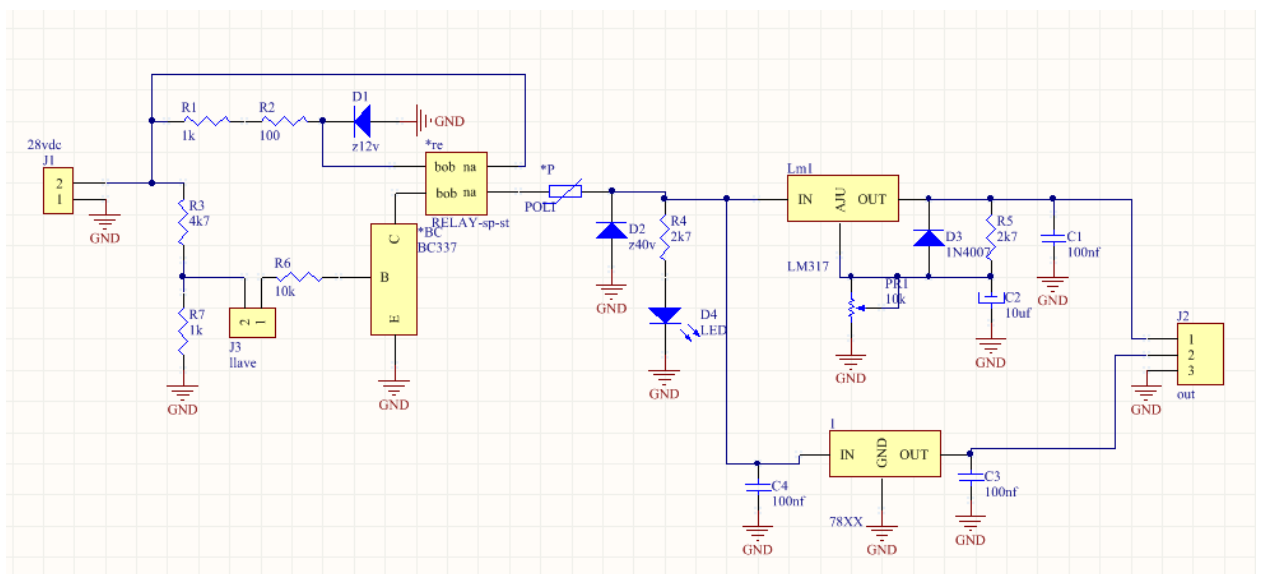 28vdc
J1
2
1
GND
R1
1k
R2
100
D1
z12v
GND
*re
bob na
bob na
RELAY-sp-st
R3
4k7
R6
10k
R7
1k
GND
2
1
J3
llave
*BC
BC337
C
B
E
GND
*P
POLI
D2
z40v
GND
R4
2k7
D4
LED
GND
Lm1
IN
AJU
OUT
LM317
D3
1N4007
R5
2k7
C1
100nf
GND
PR1
10k
GND
C2
10uf
GND
J2
1
2
3
out
GND
1
IN
GND
OUT
78XX
GND
C4
100nf
GND
C3
100nf
GND